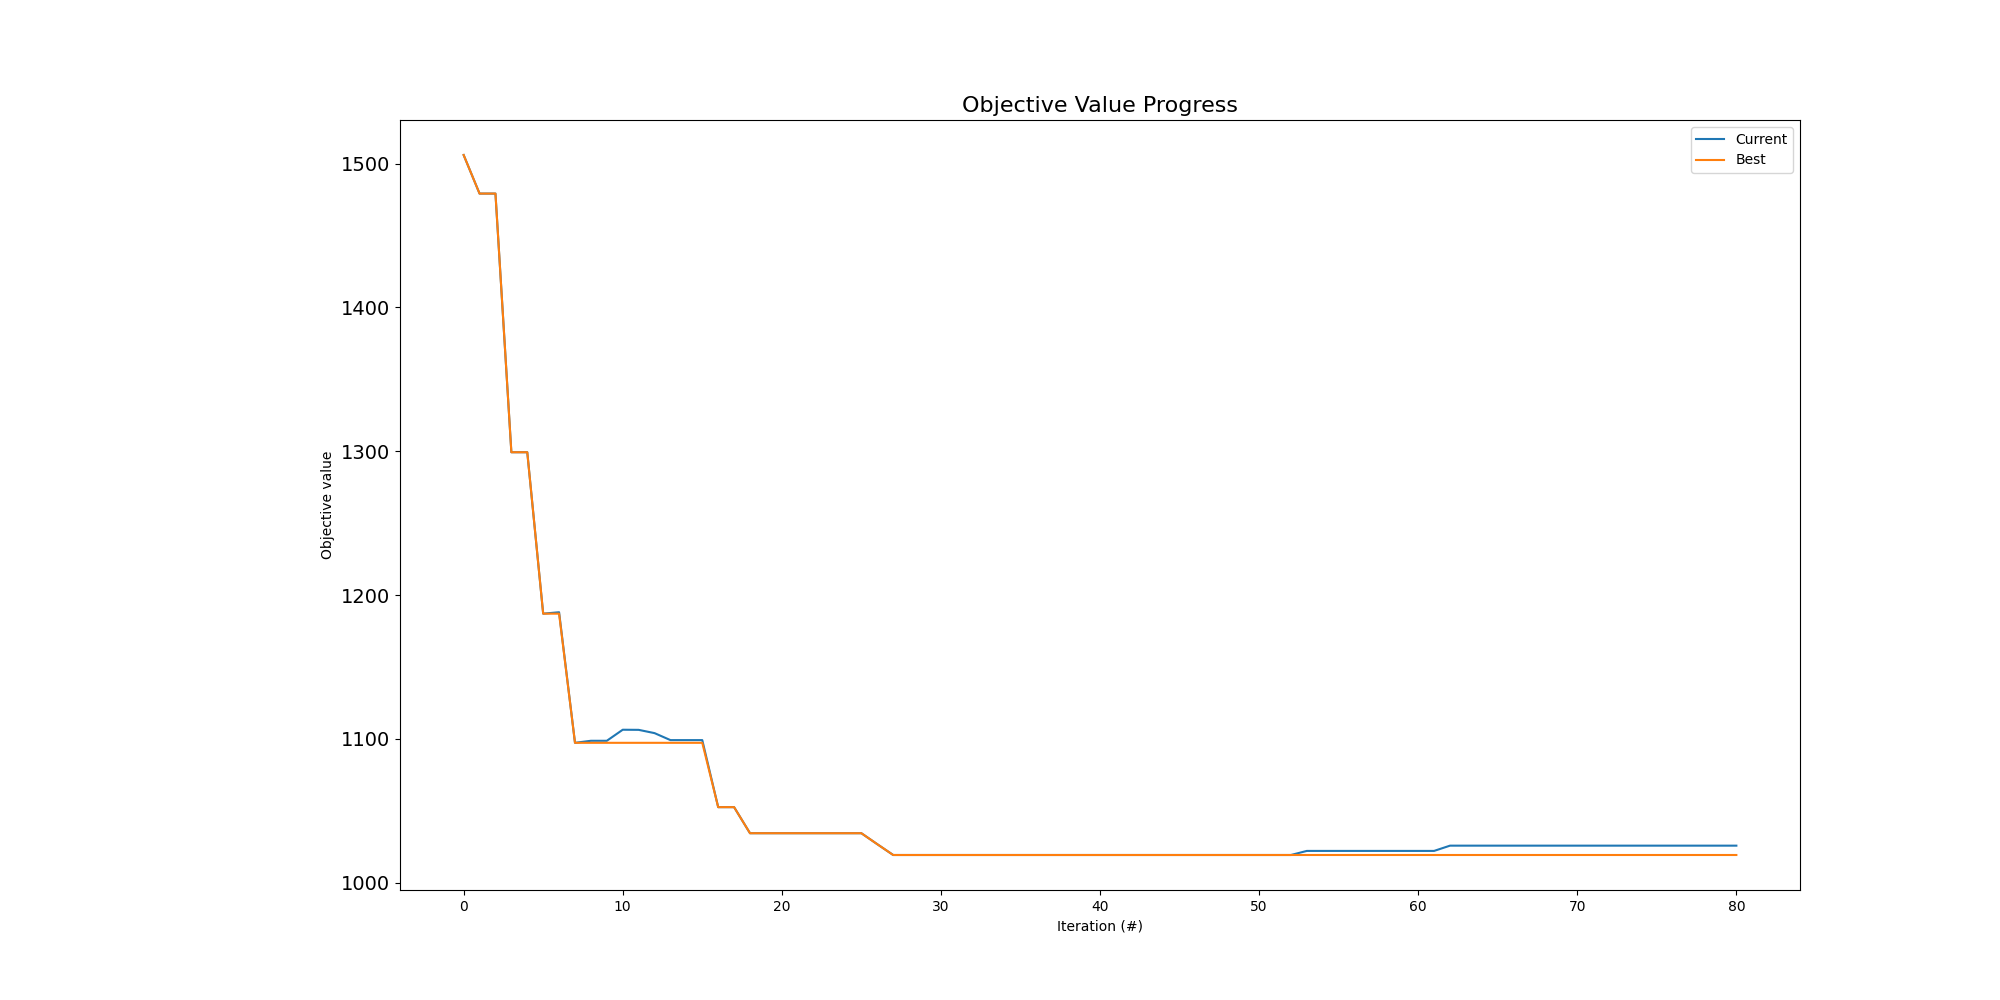 Objective Value Progress
Current
Best
1500
1400
1300
1200
1100
1000
Objective value
0 10 20 30 40 50 60 70 80
Iteration (#)